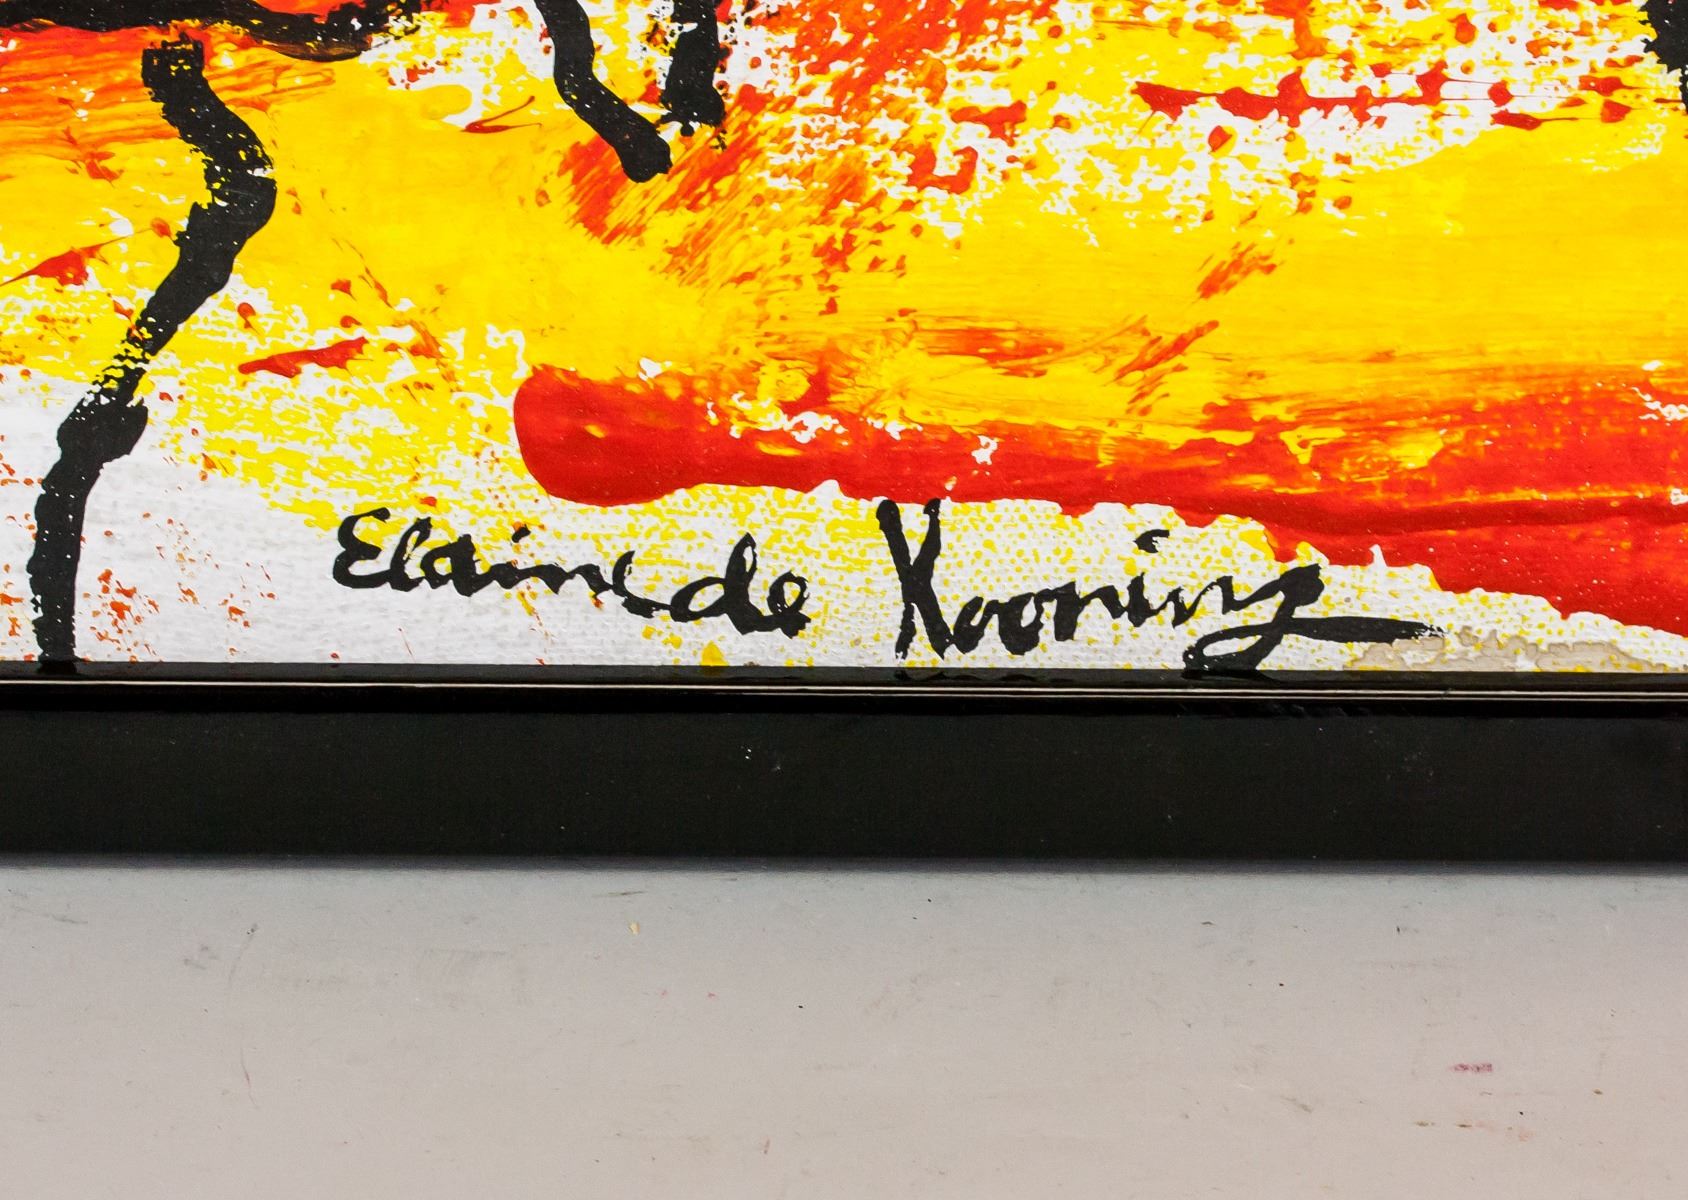 Elaine de Kooning